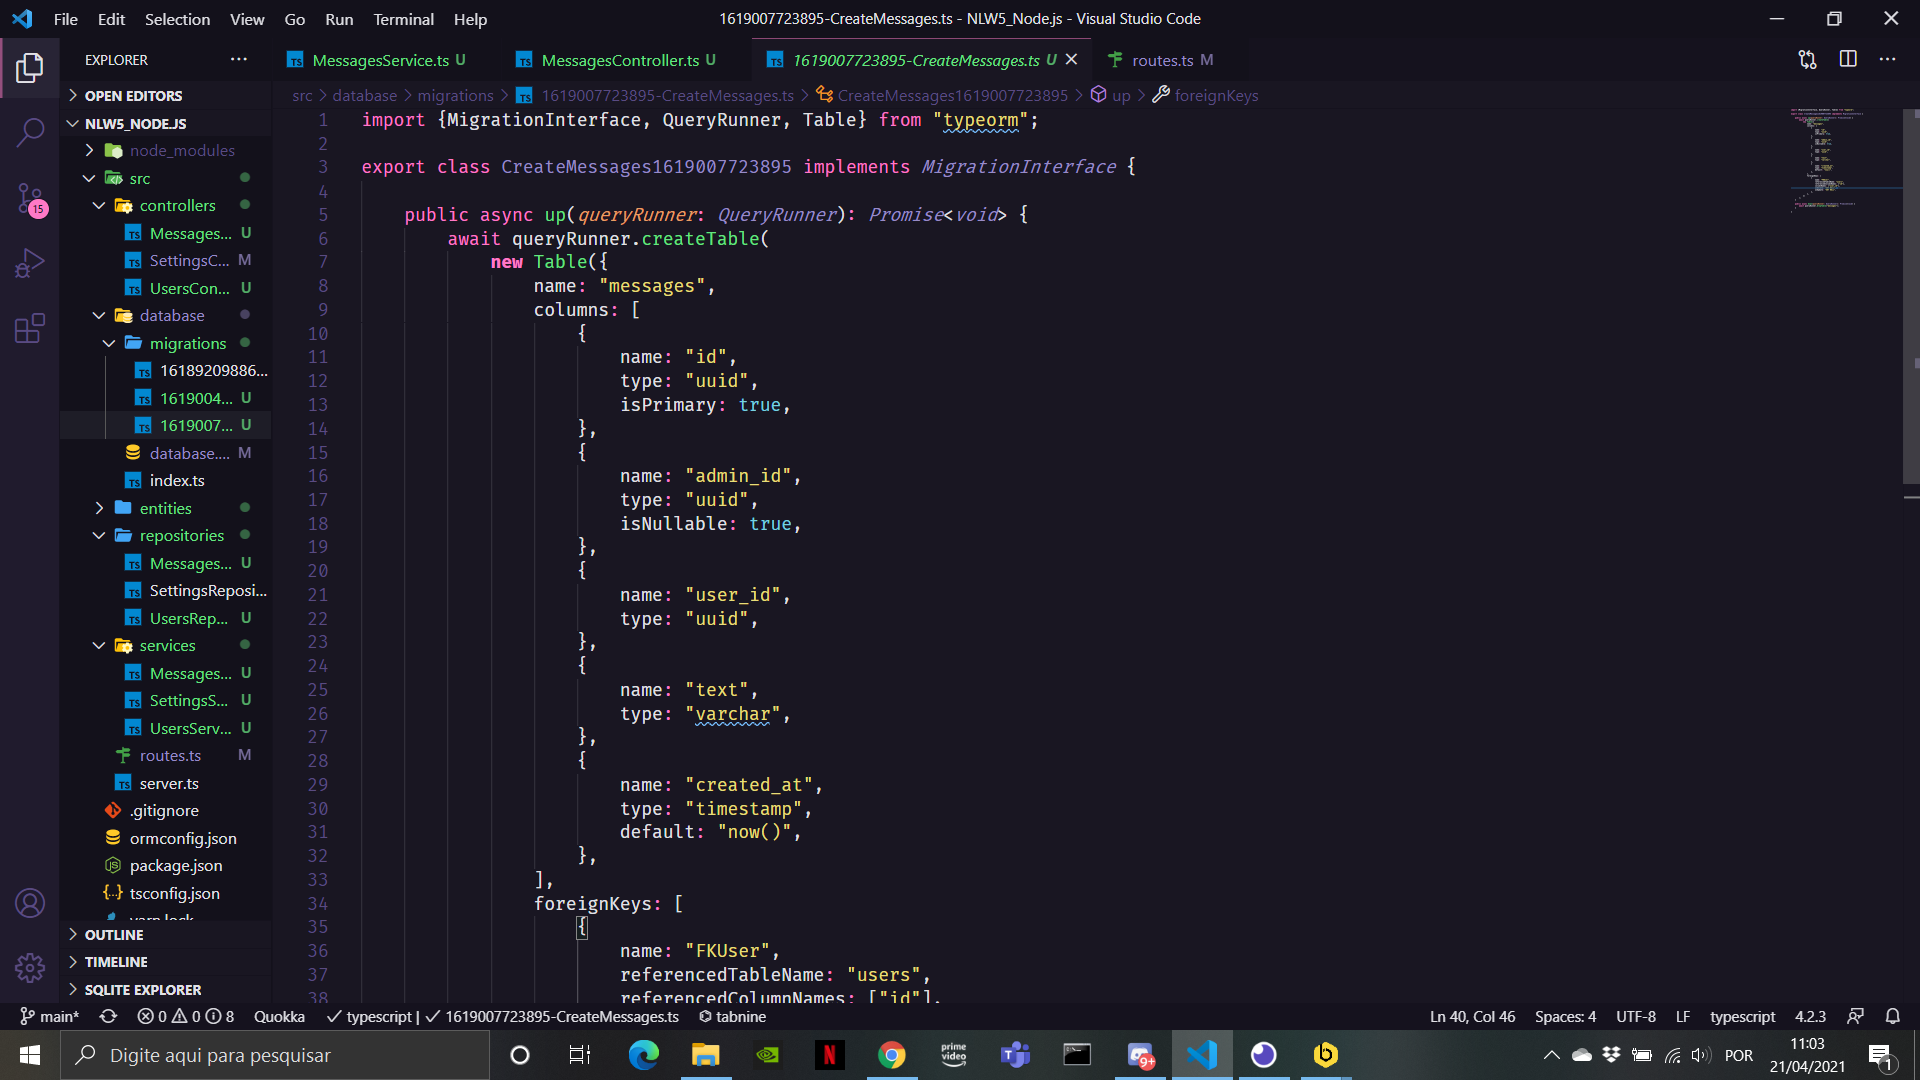 File Edit Selection View Go Run Terminal Help
1619007723895-CreateMessages.ts - NLW5_Node.js - Visual Studio Code
EXPLORER
OPEN EDITORS
NLW5_NODE.JS
node_modules
src
controllers
Messages... U
SettingsC... M
UsersCon... U
database
migrations
16189209886...
1619004... U
1619007... U
database.... M
index.ts
entities
repositories
Messages... U
SettingsReposi...
UsersRep... U
services
Messages... U
SettingsS... U
UsersServ... U
routes.ts M
server.ts
.gitignore
ormconfig.json
package.json
tsconfig.json
yarn.lock
OUTLINE
TIMELINE
SQLITE EXPLORER
15
MessagesService.ts U MessagesController.ts U 1619007723895-CreateMessages.ts U routes.ts M
src > database > migrations > 1619007723895-CreateMessages.ts > CreateMessages1619007723895 > up > foreignKeys
1 import {MigrationInterface, QueryRunner, Table} from "typeorm";
2
3 export class CreateMessages1619007723895 implements MigrationInterface {
4
5 public async up(queryRunner: QueryRunner): Promise<void> {
6 await queryRunner.createTable(
7 new Table({
8 name: "messages",
9 columns: [
10 {
11 name: "id",
12 type: "uuid",
13 isPrimary: true,
14 },
15 {
16 name: "admin_id",
17 type: "uuid",
18 isNullable: true,
19 },
20 {
21 name: "user_id",
22 type: "uuid",
23 },
24 {
25 name: "text",
26 type: "varchar",
27 },
28 {
29 name: "created_at",
30 type: "timestamp",
31 default: "now()",
32 },
33 ],
34 foreignKeys: [
35 {
36 name: "FKUser",
37 referencedTableName: "users",
38 referencedColumnNames: ["id"],
main* 0 0 8 Quokka typescript | 1619007723895-CreateMessages.ts tabnine Ln 40, Col 46 Spaces: 4 UTF-8 LF typescript 4.2.3
Digite aqui para pesquisar
N
prime video
9+
POR
11:03
21/04/2021
1